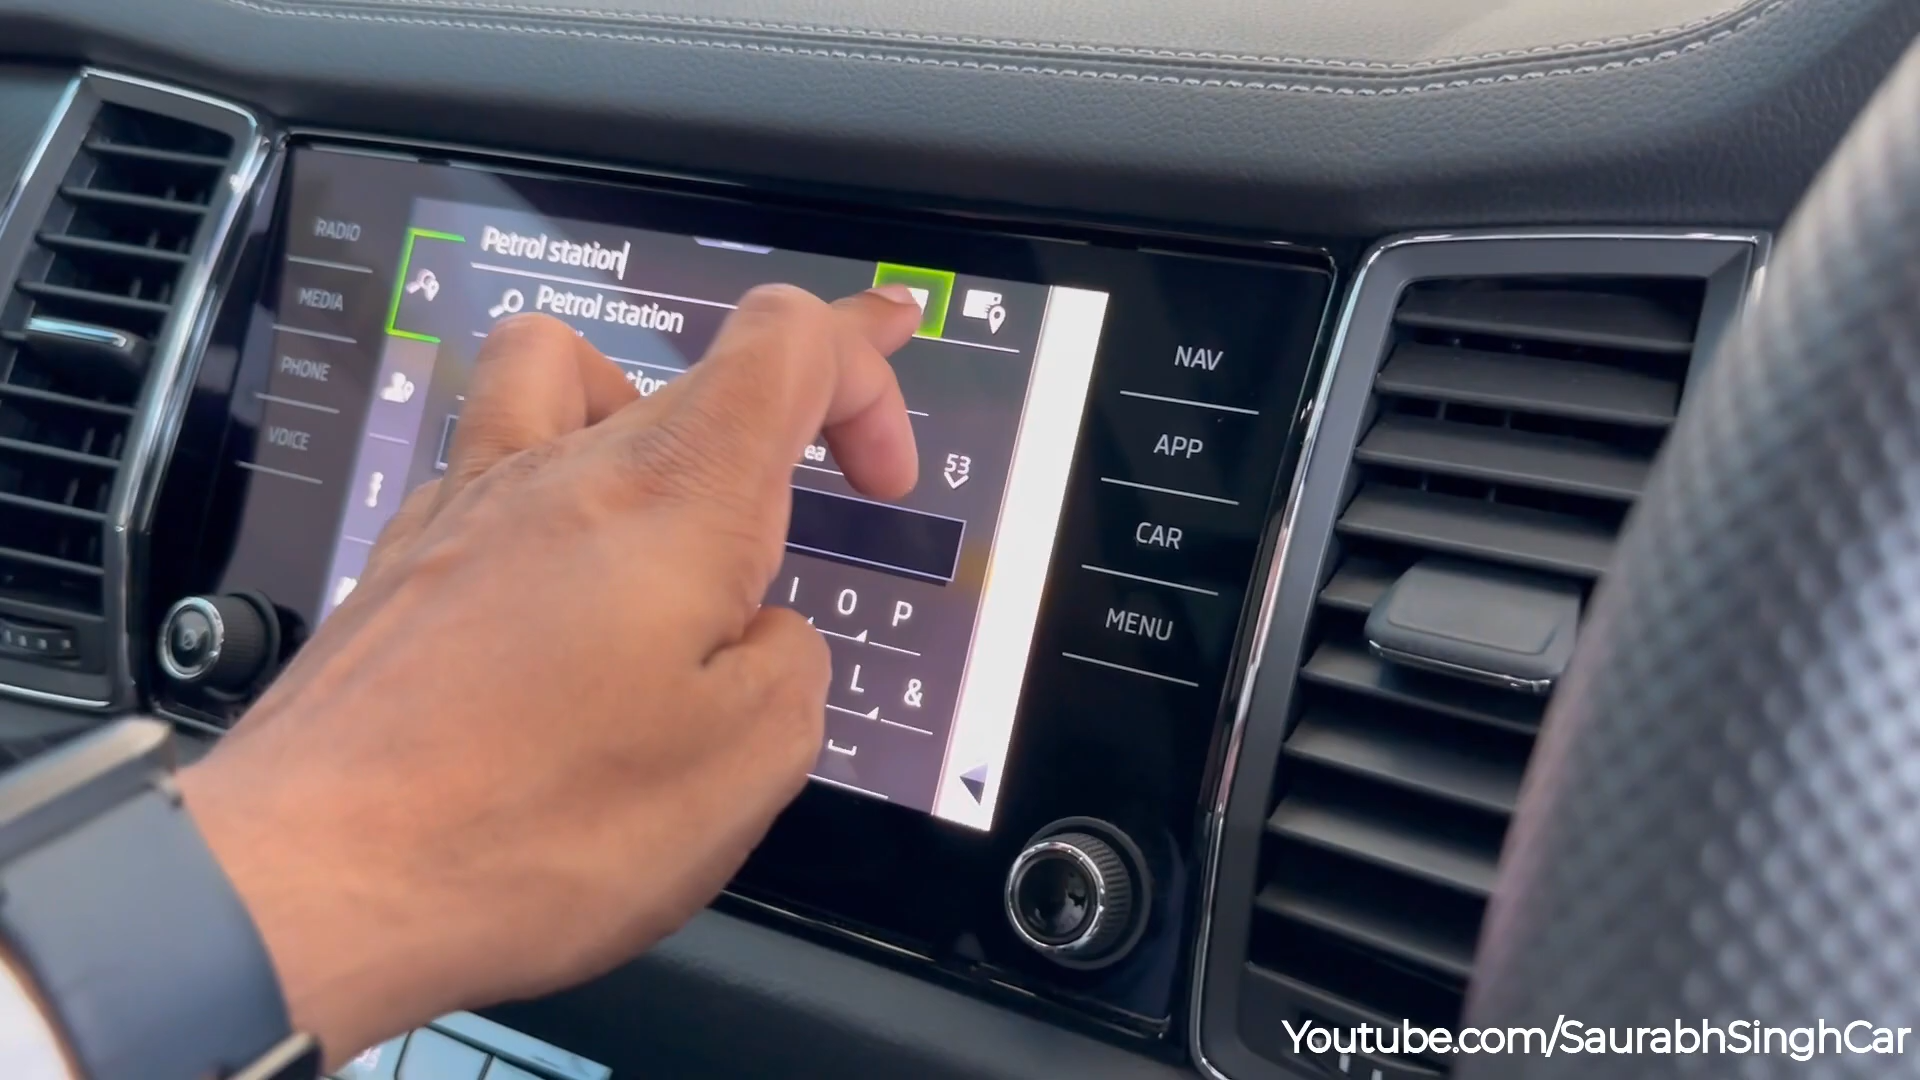 RADIO
MEDIA
PHONE
VOICE
Petrol station
Petrol station
53
I O P
L &
NAV
APP
CAR
MENU
Youtube.com/SaurabhSinghCar